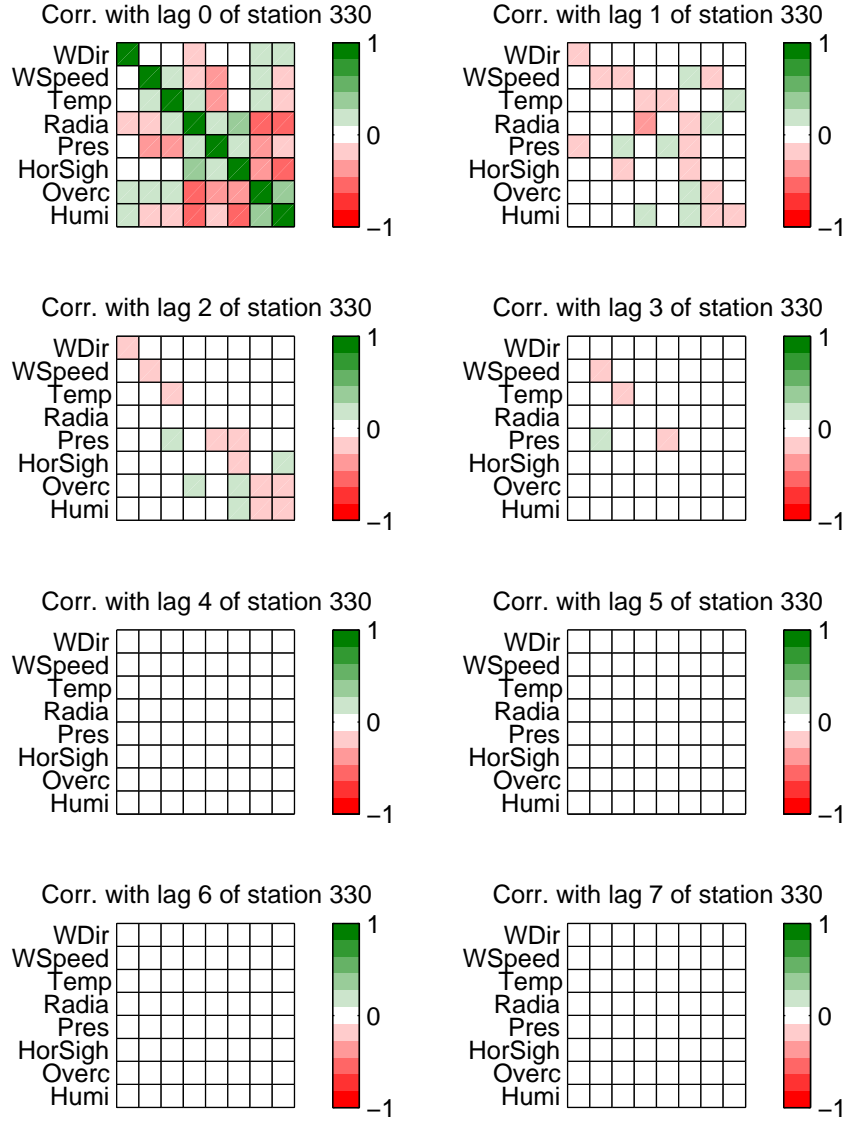 Corr. with lag 0 of station 330
WDir
WSpeed
Temp
Radia
Pres
HorSigh
Overc
Humi
1
0
−1
Corr. with lag 1 of station 330
WDir
WSpeed
Temp
Radia
Pres
HorSigh
Overc
Humi
1
0
−1
Corr. with lag 2 of station 330
WDir
WSpeed
Temp
Radia
Pres
HorSigh
Overc
Humi
1
0
−1
Corr. with lag 3 of station 330
WDir
WSpeed
Temp
Radia
Pres
HorSigh
Overc
Humi
1
0
−1
Corr. with lag 4 of station 330
WDir
WSpeed
Temp
Radia
Pres
HorSigh
Overc
Humi
1
0
−1
Corr. with lag 5 of station 330
WDir
WSpeed
Temp
Radia
Pres
HorSigh
Overc
Humi
1
0
−1
Corr. with lag 6 of station 330
WDir
WSpeed
Temp
Radia
Pres
HorSigh
Overc
Humi
1
0
−1
Corr. with lag 7 of station 330
WDir
WSpeed
Temp
Radia
Pres
HorSigh
Overc
Humi
1
0
−1